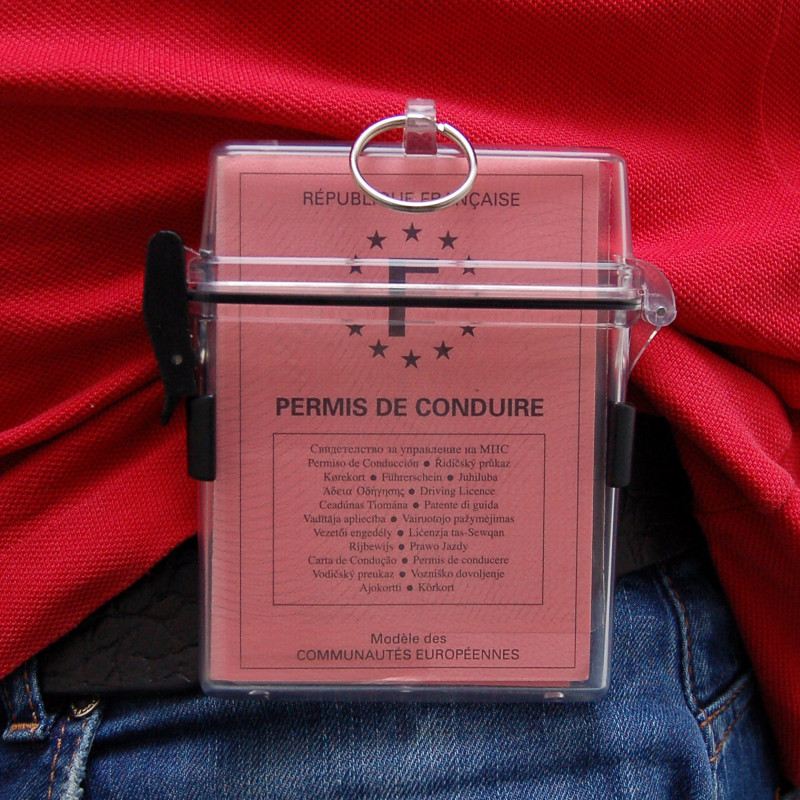 RÉPUBLIQUE FRANÇAISE
F
PERMIS DE CONDUIRE
Свидетелство за управление на МПС
Permiso de Conducción ● Řidičský průkaz
Kørekort ● Führerschein ● Juhiluba
Άδεια Οδήγησης ● Driving Licence
Ceadúnas Tiomána ● Patente di guida
Vadītāja apliecība ● Vairuotojo pažymėjimas
Vezetői engedély ● Liċenzja tas-Sewqan
Rijbewijs ● Prawo Jazdy
Carta de Condução ● Permis de conducere
Vodičský preukaz ● Vozniško dovoljenje
Ajokortti ● Körkort
Modèle des
COMMUNAUTÉS EUROPÉENNES